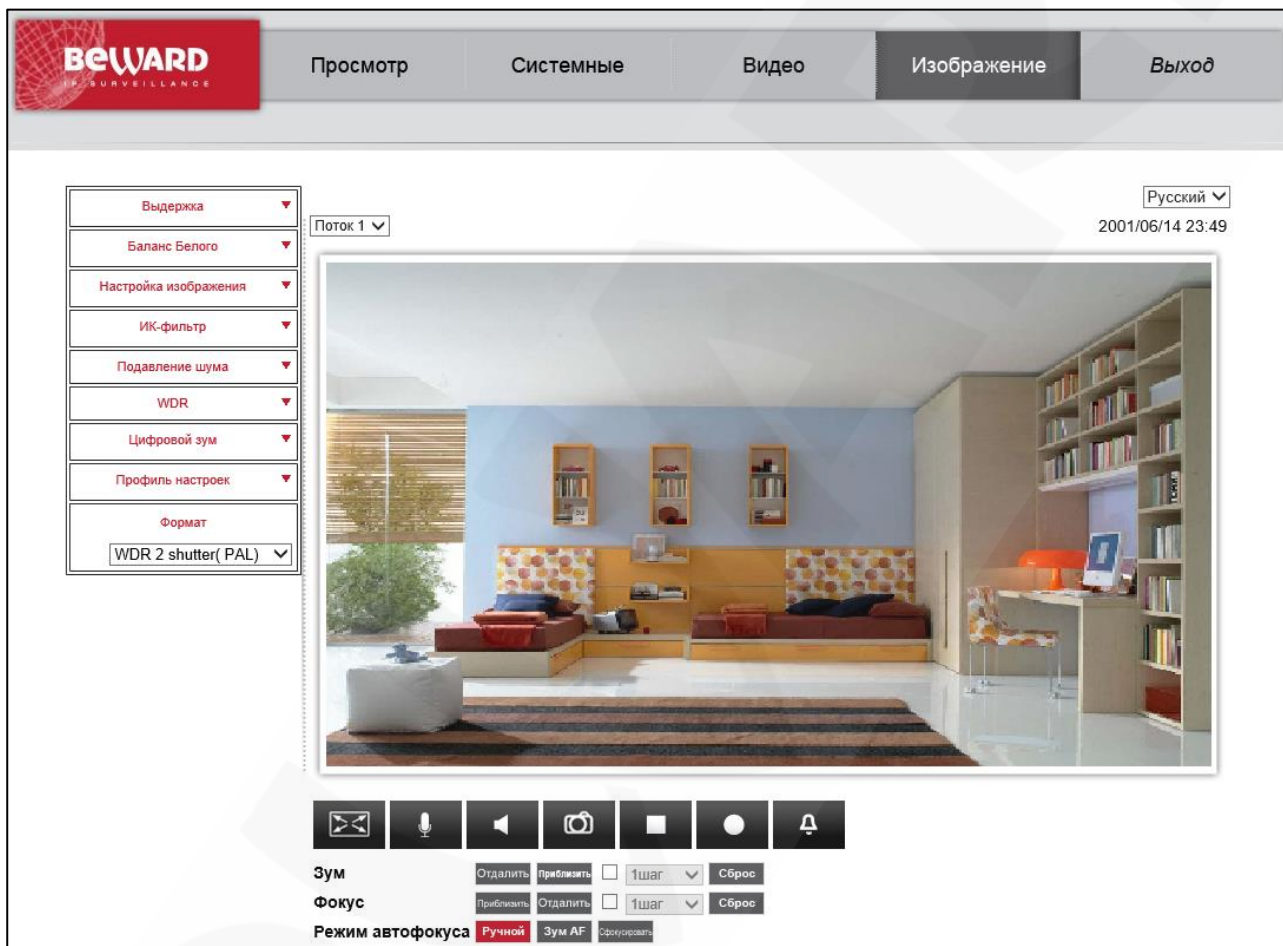 BEWARD
IP SURVEILLANCE
Просмотр
Системные
Видео
Изображение
Выход
Русский
2001/06/14 23:49
Поток 1
Выдержка
Баланс Белого
Настройка изображения
ИК-фильтр
Подавление шума
WDR
Цифровой зум
Профиль настроек
Формат
WDR 2 shutter( PAL)
Зум Отдалить Приблизить 1шаг Сброс
Фокус Приблизить Отдалить 1шаг Сброс
Режим автофокуса Ручной Зум AF Сфокусировать